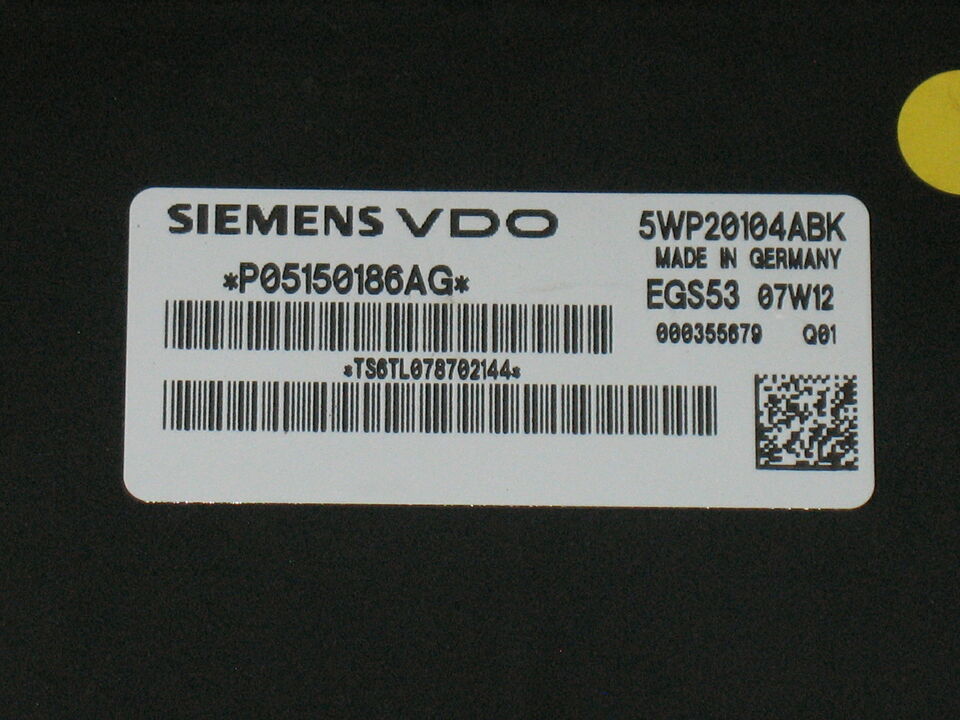 SIEMENS VDO
*P05150186AG*
*TS6TL078702144*
5WP20104ABK
MADE IN GERMANY
EGS53 07W12
000355679 Q01